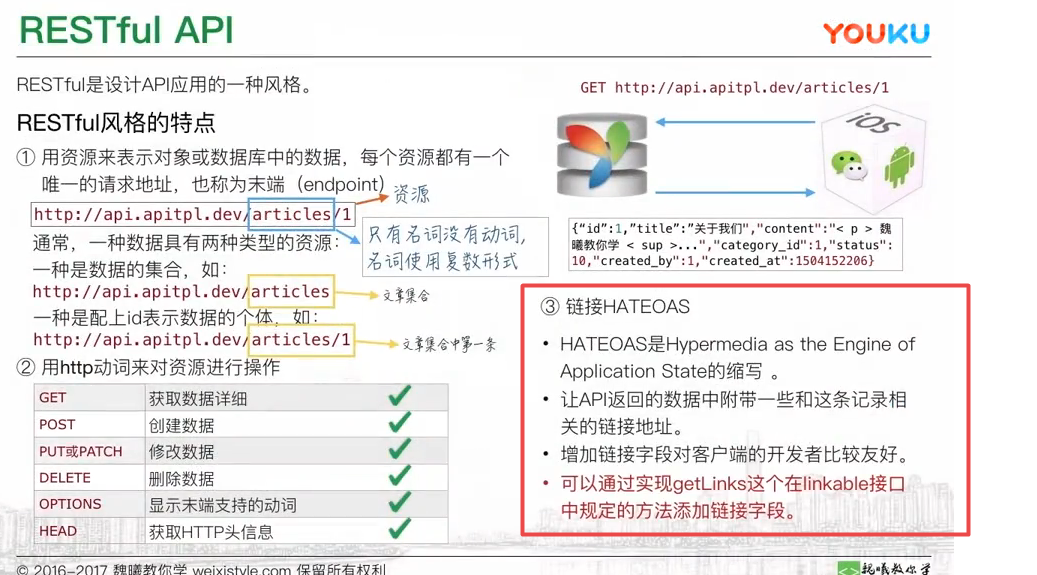 RESTful API
YOUKU
RESTful是设计API应用的一种风格。
RESTful风格的特点
① 用资源来表示对象或数据库中的数据，每个资源都有一个
唯一的请求地址，也称为末端（endpoint）
资源
http://api.apitpl.dev/articles/1
只有名词没有动词，
名词使用复数形式
通常，一种数据具有两种类型的资源：
一种是数据的集合，如：
http://api.apitpl.dev/articles
文章集合
一种是配上id表示数据的个体，如：
http://api.apitpl.dev/articles/1
文章集合中第一条
② 用http动词来对资源进行操作
GET 获取数据详细
POST 创建数据
PUT或PATCH 修改数据
DELETE 删除数据
OPTIONS 显示末端支持的动词
HEAD 获取HTTP头信息
GET http://api.apitpl.dev/articles/1
iOS
{"id":1,"title":"关于我们","content":"< p > 魏
曦教你学 < sup >...","category_id":1,"status":
10,"created_by":1,"created_at":1504152206}
③ 链接HATEOAS
• HATEOAS是Hypermedia as the Engine of
Application State的缩写 。
• 让API返回的数据中附带一些和这条记录相
关的链接地址。
• 增加链接字段对客户端的开发者比较友好。
• 可以通过实现getLinks这个在linkable接口
中规定的方法添加链接字段。
© 2016-2017 魏曦教你学 weixistyle.com 保留所有权利
<> 魏曦教你学